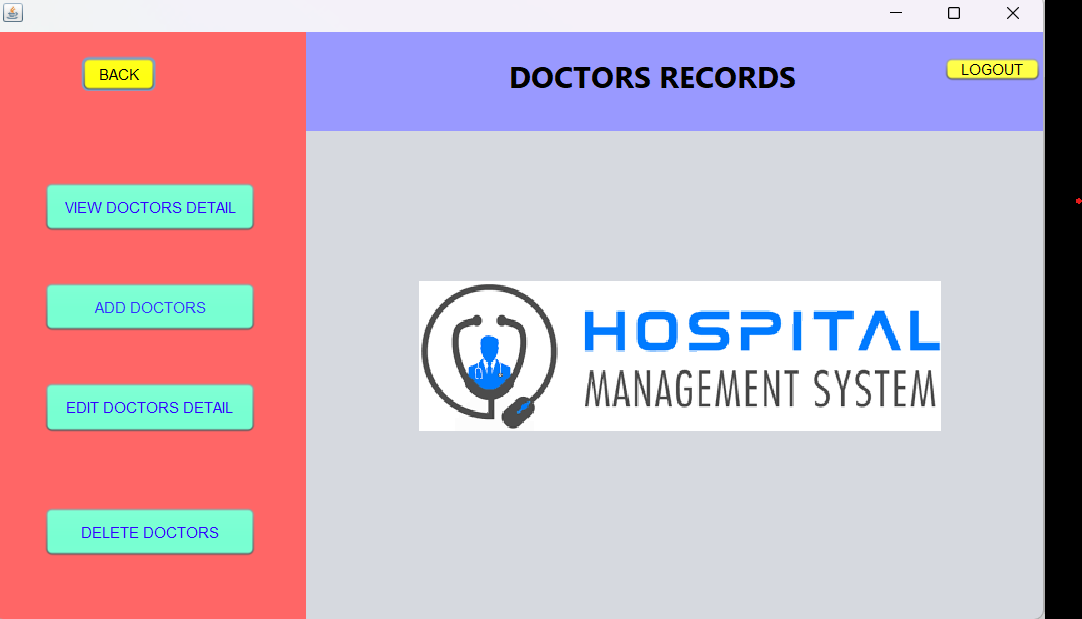 BACK
DOCTORS RECORDS
LOGOUT
VIEW DOCTORS DETAIL
ADD DOCTORS
EDIT DOCTORS DETAIL
DELETE DOCTORS
HOSPITAL
MANAGEMENT SYSTEM